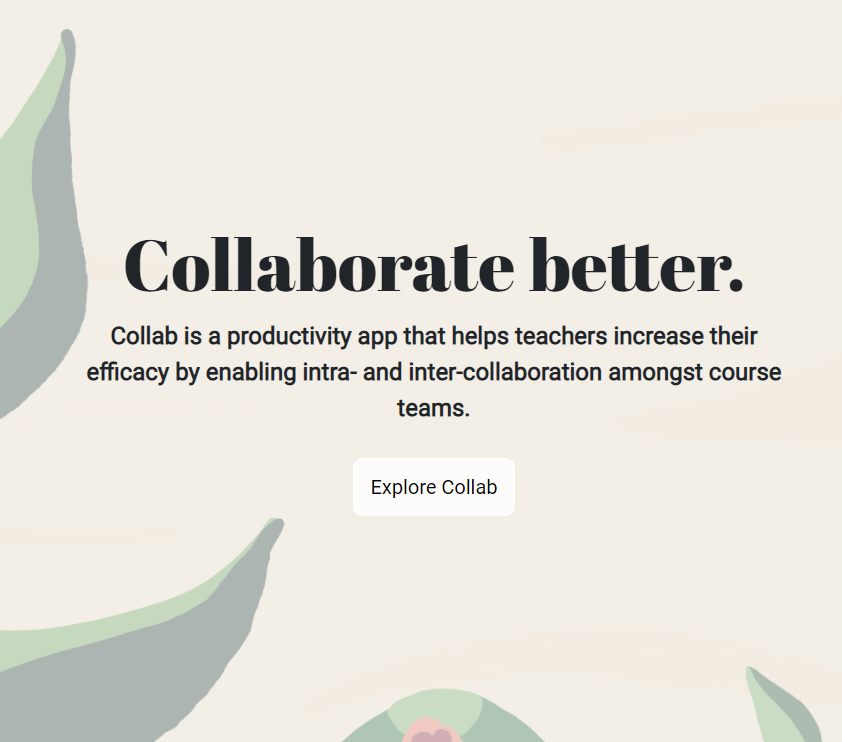 Collaborate better.
Collab is a productivity app that helps teachers increase their
efficacy by enabling intra- and inter-collaboration amongst course
teams.
Explore Collab